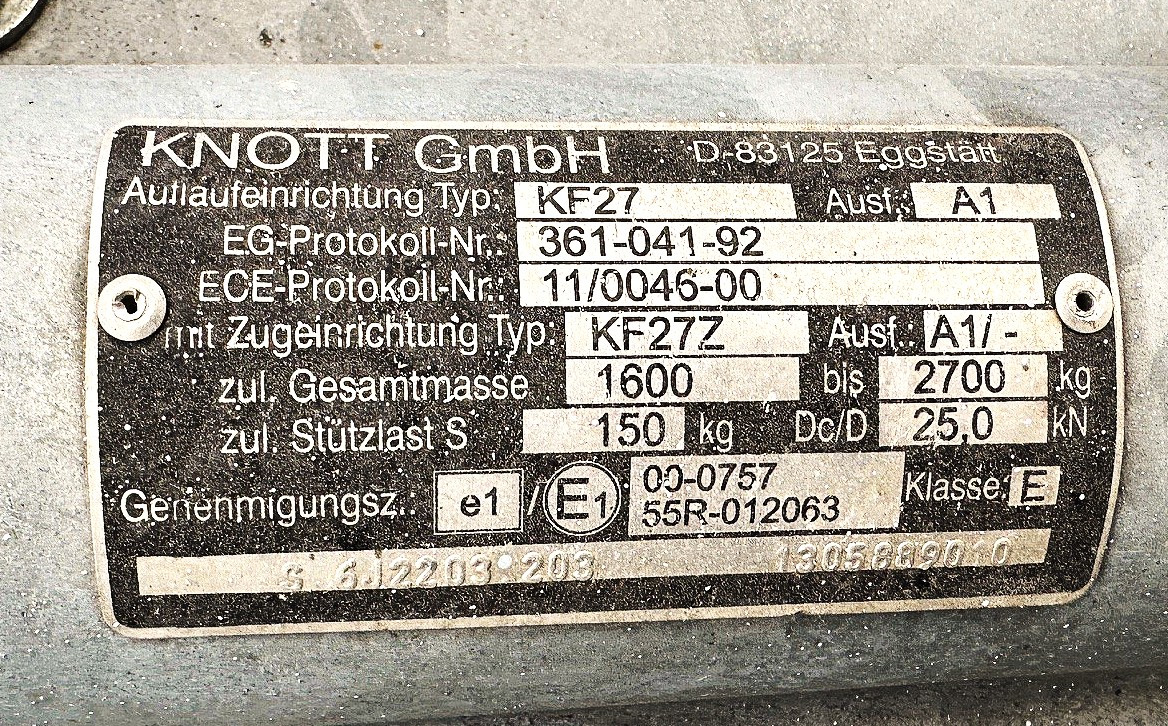 KNOTT GmbH D-83125 Eggstätt
Auflaufeinrichtung Typ: KF27 Ausf.: A1
EG-Protokoll-Nr.: 361-041-92
ECE-Protokoll-Nr.: 11/0046-00
mit Zugeinrichtung Typ: KF27Z Ausf.: A1/ -
zul. Gesamtmasse 1600 bis 2700 kg
zul. Stützlast S 150 kg Dc/D 25,0 kN
Genehmigungsz.: e1 / E1 00-0757
55R-012063 Klasse: E
S 6J2203 203